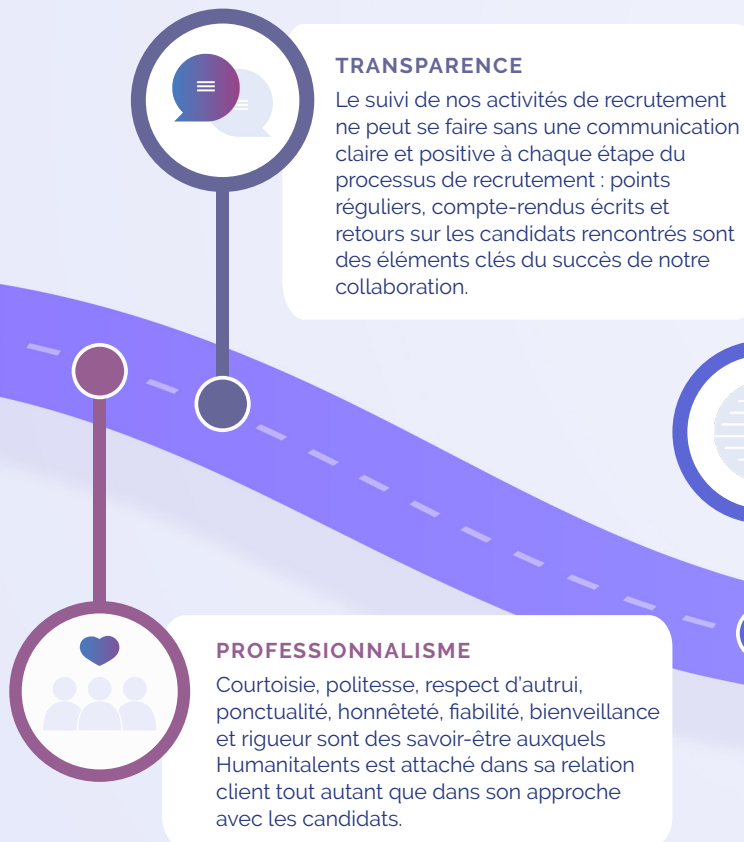 TRANSPARENCE
Le suivi de nos activités de recrutement
ne peut se faire sans une communication
claire et positive à chaque étape du
processus de recrutement : points
réguliers, compte-rendus écrits et
retours sur les candidats rencontrés sont
des éléments clés du succès de notre
collaboration.
PROFESSIONNALISME
Courtoisie, politesse, respect d’autrui,
ponctualité, honnêteté, fiabilité, bienveillance
et rigueur sont des savoir-être auxquels
Humanitalents est attaché dans sa relation
client tout autant que dans son approche
avec les candidats.